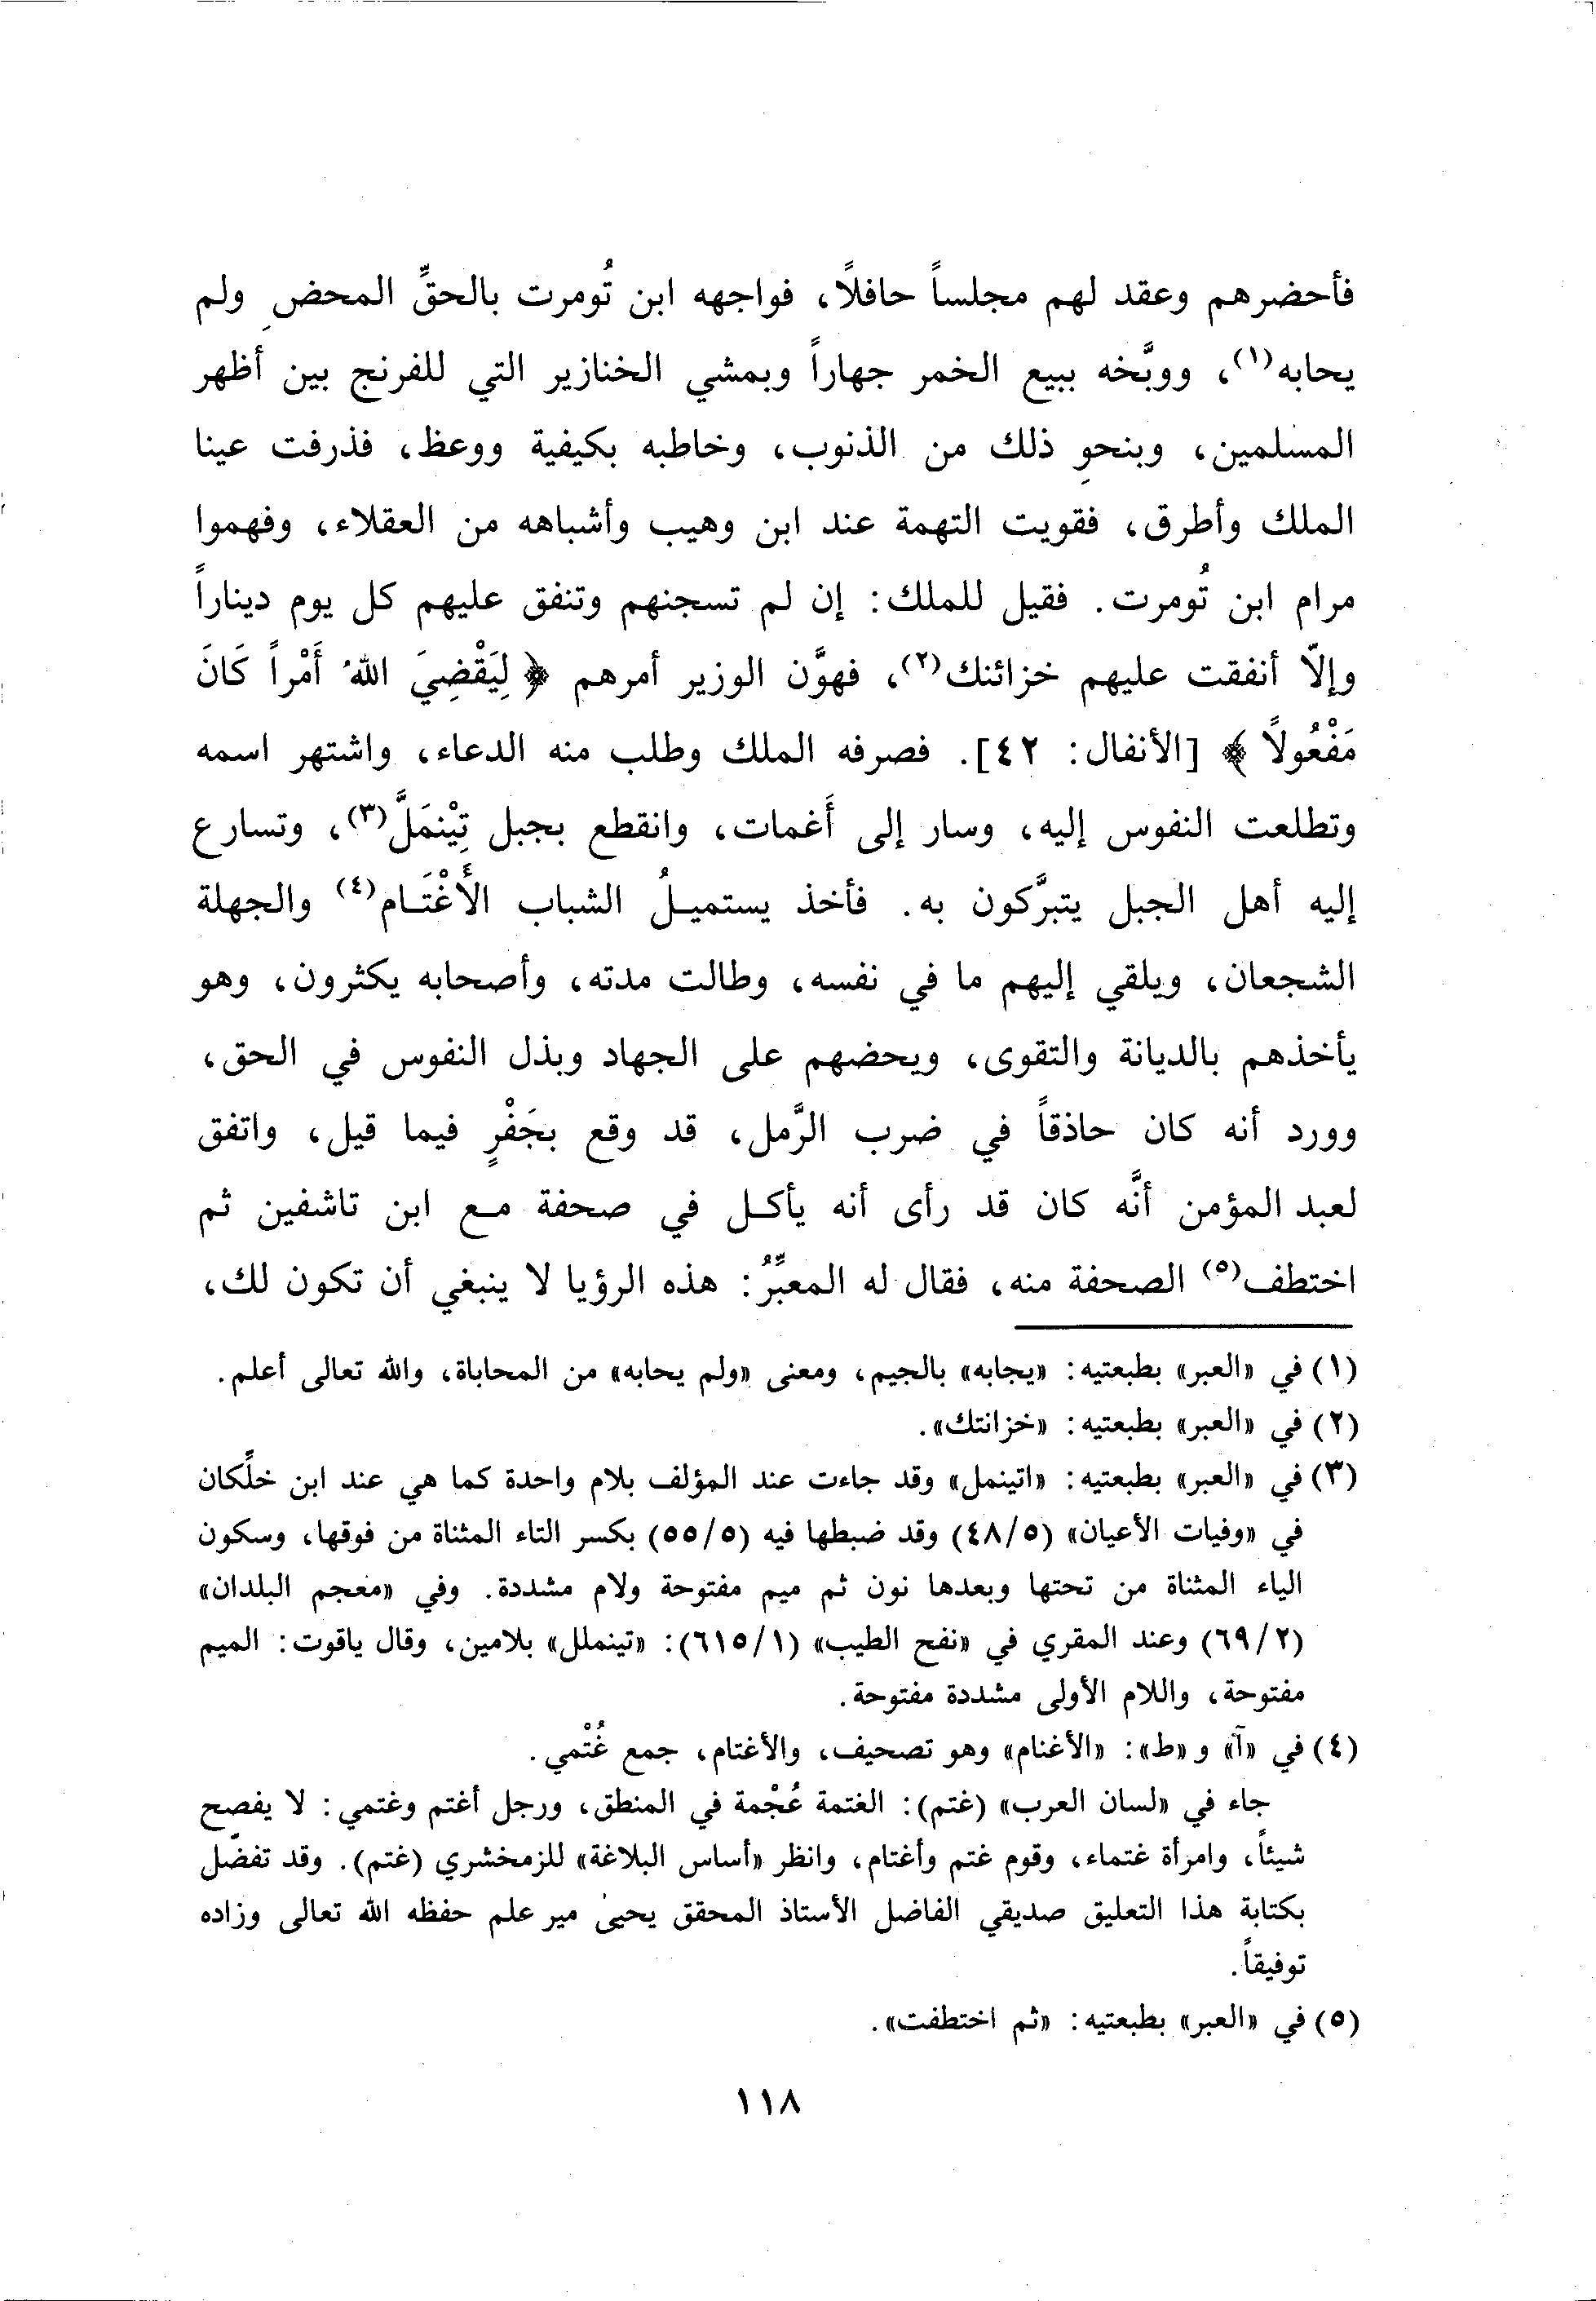 فأحضرهم وعقد لهم مجلساً حافلاً، فواجهه ابن تُومرت بالحقِّ المحضِ ولم
يحابه(١)، ووبَّخه ببيع الخمر جهاراً وبمشي الخنازير التي للفرنج بين أظهر
المسلمين، وبنحوِ ذلك من الذنوب، وخاطبه بكيفية ووعظ، فذرفت عينا
الملك وأطرق، فقويت التهمة عند ابن وهيب وأشباهه من العقلاء، وفهموا
مرام ابن تُومرت. فقيل للملك: إن لم تسجنهم وتنفق عليهم كل يوم ديناراً
وإلّا أنفقت عليهم خزائنك(٢)، فهوَّن الوزير أمرهم ﴿ لِيَقْضِيَ اللهُ أَمْراً كَانَ
مَفْعُولاً ﴾ [الأنفال: ٤٢]. فصرفه الملك وطلب منه الدعاء، واشتهر اسمه
وتطلعت النفوس إليه، وسار إلى أَغمات، وانقطع بجبل تِيْنمَلَّ(٣)، وتسارع
إليه أهل الجبل يتبرَّكون به. فأخذ يستميـلُ الشباب الأَغْتَـام(٤) والجهلة
الشجعان، ويلقي إليهم ما في نفسه، وطالت مدته، وأصحابه يكثرون، وهو
يأخذهم بالديانة والتقوى، ويحضهم على الجهاد وبذل النفوس في الحق،
وورد أنه كان حاذقاً في ضرب الرَّمل، قد وقع بجَفْرٍ فيما قيل، واتفق
لعبد المؤمن أنَّه كان قد رأى أنه يأكـل في صحفة مـع ابن تاشفين ثم
اختطف(٥) الصحفة منه، فقال له المعبِّرُ: هذه الرؤيا لا ينبغي أن تكون لك،
(١) في «العبر» بطبعتيه: «يجابه» بالجيم، ومعنى «ولم يحابه» من المحاباة، والله تعالى أعلم.
(٢) في «العبر» بطبعتيه: «خزانتك».
(٣) في «العبر» بطبعتيه: «اتينمل» وقد جاءت عند المؤلف بلام واحدة كما هي عند ابن خلِّكان
في «وفيات الأعيان» (٤٨/٥) وقد ضبطها فيه (٥٥/٥) بكسر التاء المثناة من فوقها، وسكون
الياء المثناة من تحتها وبعدها نون ثم ميم مفتوحة ولام مشددة. وفي «معجم البلدان»
(٦٩/٢) وعند المقري في «نفح الطيب» (٦١٥/١): «تينملل» بلامين، وقال ياقوت: الميم
مفتوحة، واللام الأولى مشددة مفتوحة.
(٤) في «آ» و «ط»: «الأغنام» وهو تصحيف، والأغتام، جمع غُتْمي.
جاء في «لسان العرب» (غتم): الغتمة عُجْمة في المنطق، ورجل أغتم وغتمي: لا يفصح
شيئاً، وامرأة غتماء، وقوم غتم وأغتام، وانظر «أساس البلاغة» للزمخشري (غتم). وقد تفضّل
بكتابة هذا التعليق صديقي الفاضل الأستاذ المحقق يحيى مير علم حفظه الله تعالى وزاده
توفيقاً.
(٥) في «العبر» بطبعتيه: «ثم اختطفت».
١١٨